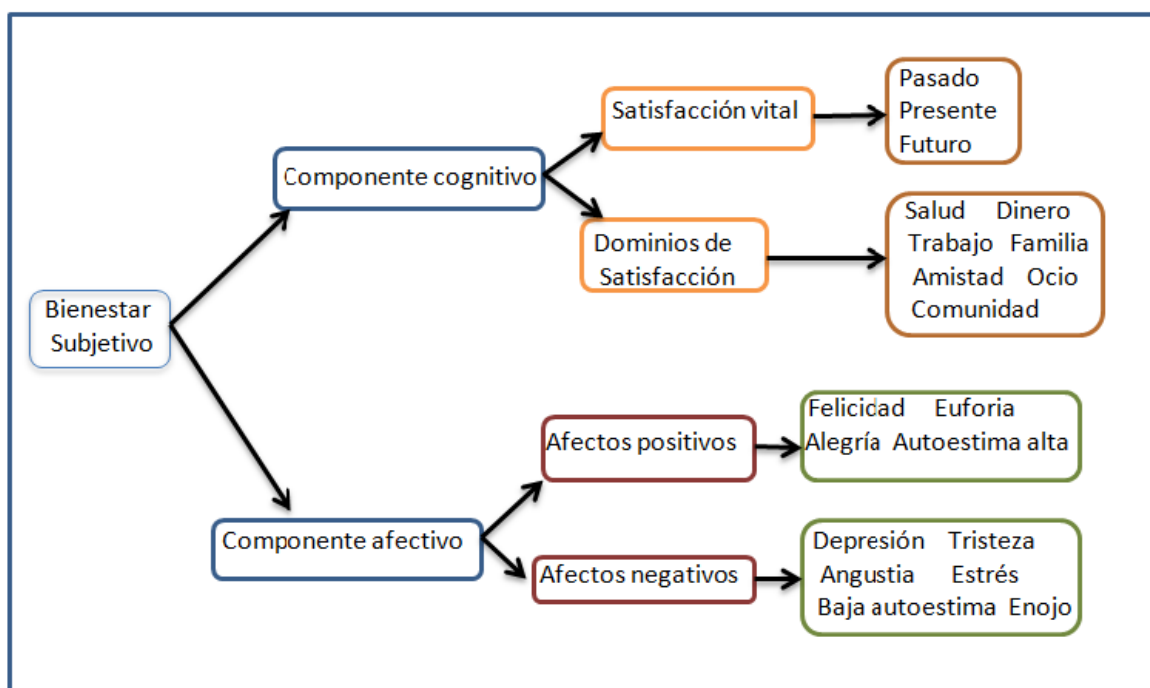 Bienestar
Subjetivo
Componente cognitivo
Satisfacción vital
Pasado
Presente
Futuro
Dominios de
Satisfacción
Salud Dinero
Trabajo Familia
Amistad Ocio
Comunidad
Componente afectivo
Afectos positivos
Felicidad Euforia
Alegría Autoestima alta
Afectos negativos
Depresión Tristeza
Angustia Estrés
Baja autoestima Enojo